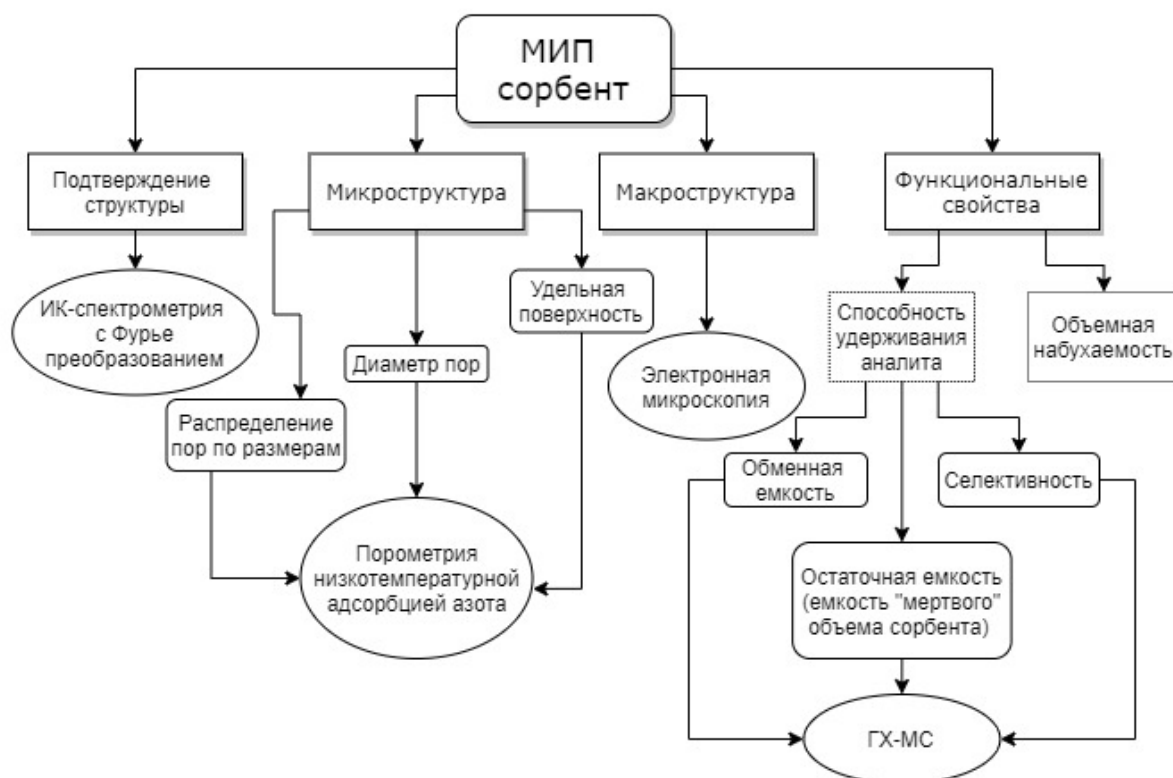 МИП
сорбент
Подтверждение
структуры
Микроструктура
Макроструктура
Функциональные
свойства
ИК-спектрометрия
с Фурье
преобразованием
Удельная
поверхность
Способность
удерживания
аналита
Объемная
набухаемость
Диаметр пор
Электронная
микроскопия
Распределение
пор по размерам
Обменная
емкость
Селективность
Порометрия
низкотемпературной
адсорбцией азота
Остаточная емкость
(емкость "мертвого"
объема сорбента)
ГХ-МС